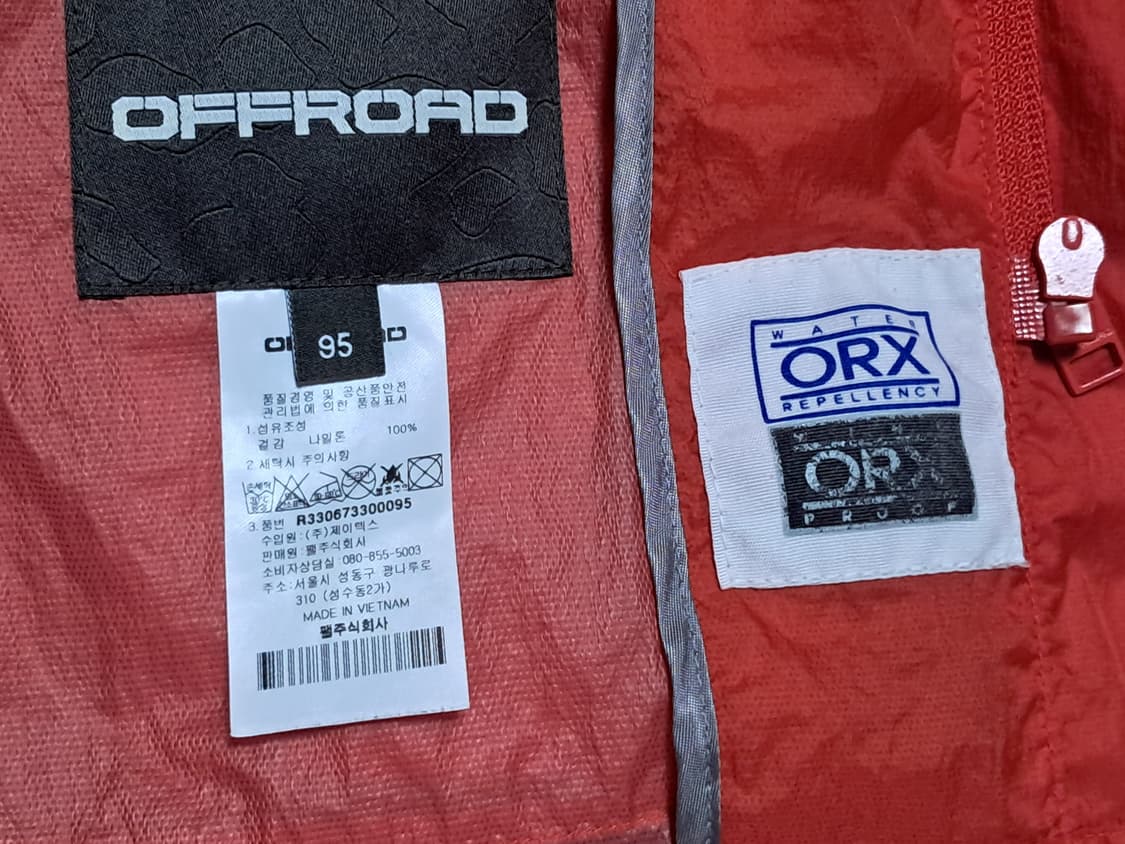 OFFROAD
95
품질경영 및 공산품안전
관리법에 의한 품질표시
1.섬유조성
겉감 나일론 100%
2.세탁시 주의사항
3.품번 R330673300095
수입원:(주)제이텍스
판매원:팰주식회사
소비자상담실:080-855-5003
주소:서울시 성동구 광나루로
310 (성수동2가)
MADE IN VIETNAM
팰주식회사
WATER
ORX
REPELLENCY
ORX
PROOF